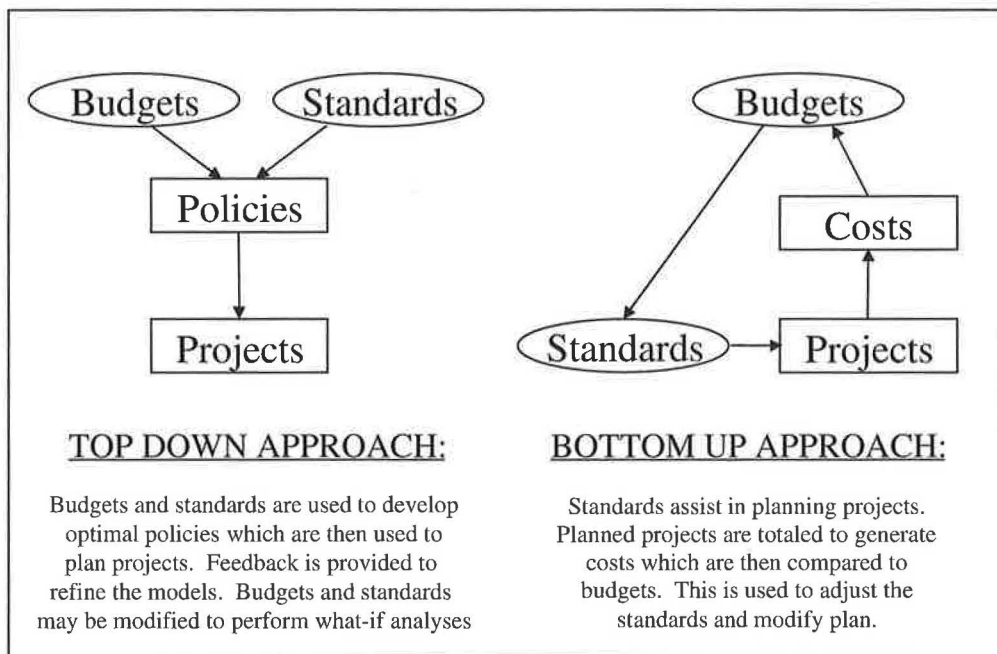 Budgets
Standards
Policies
Projects
TOP DOWN APPROACH:
Budgets and standards are used to develop
optimal policies which are then used to
plan projects. Feedback is provided to
refine the models. Budgets and standards
may be modified to perform what-if analyses
Budgets
Costs
Standards
Projects
BOTTOM UP APPROACH:
Standards assist in planning projects.
Planned projects are totaled to generate
costs which are then compared to
budgets. This is used to adjust the
standards and modify plan.